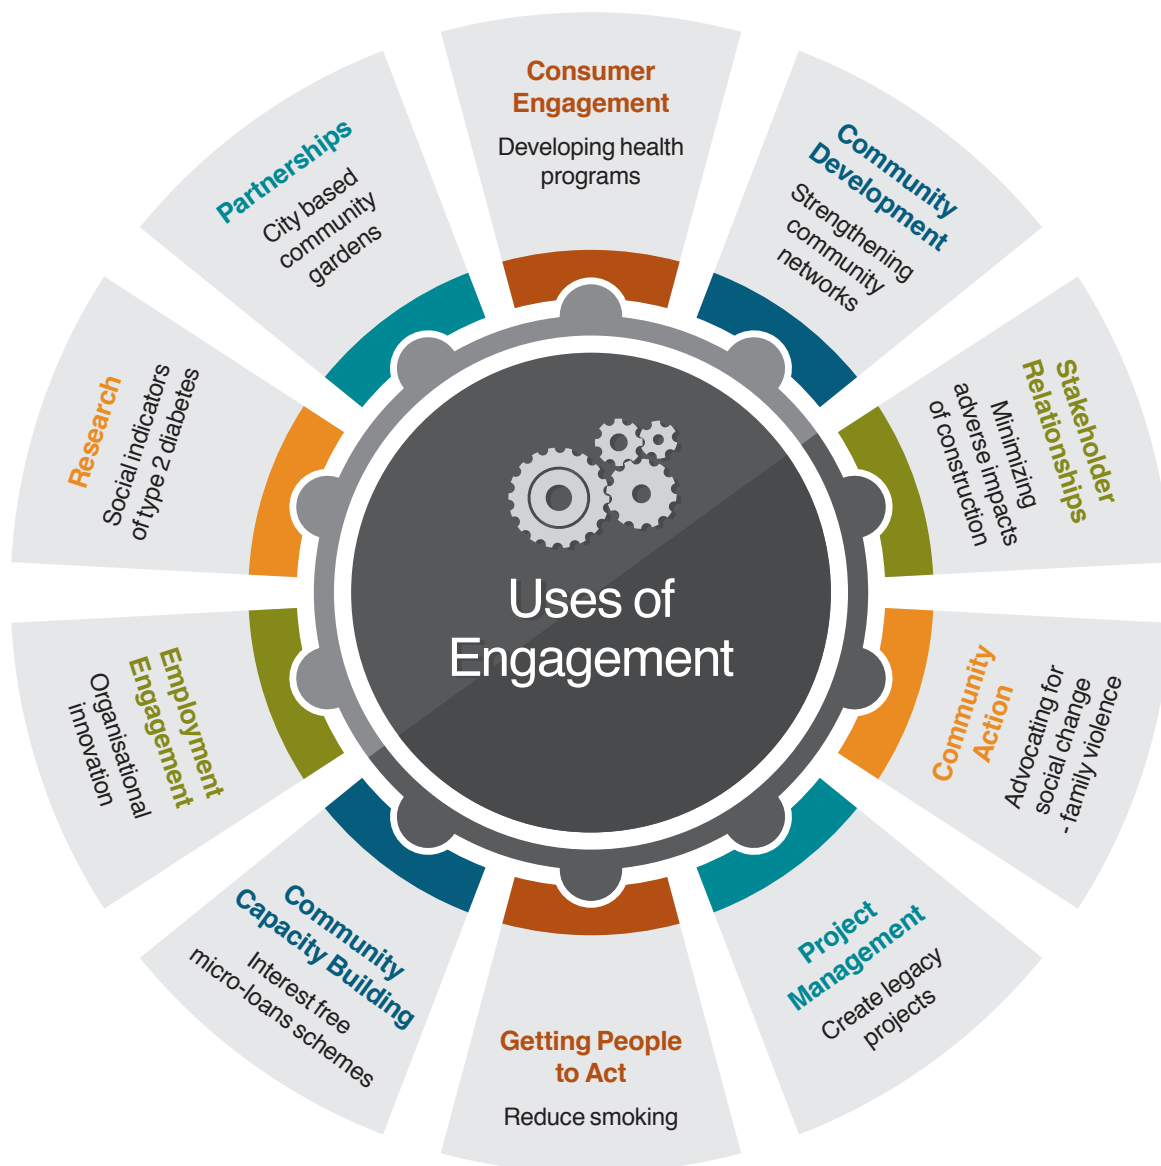 Consumer
Engagement
Developing health
programs
Community
Development
Strengthening
community
networks
Stakeholder
Relationships
Minimizing
adverse impacts
of construction
Community
Action
Advocating for
social change
- family violence
Project
Management
Create legacy
projects
Getting People
to Act
Reduce smoking
Community
Capacity Building
Interest free
micro-loans schemes
Employment
Engagement
Organisational
innovation
Research
Social indicators
of type 2 diabetes
Partnerships
City based
community
gardens
Uses of
Engagement